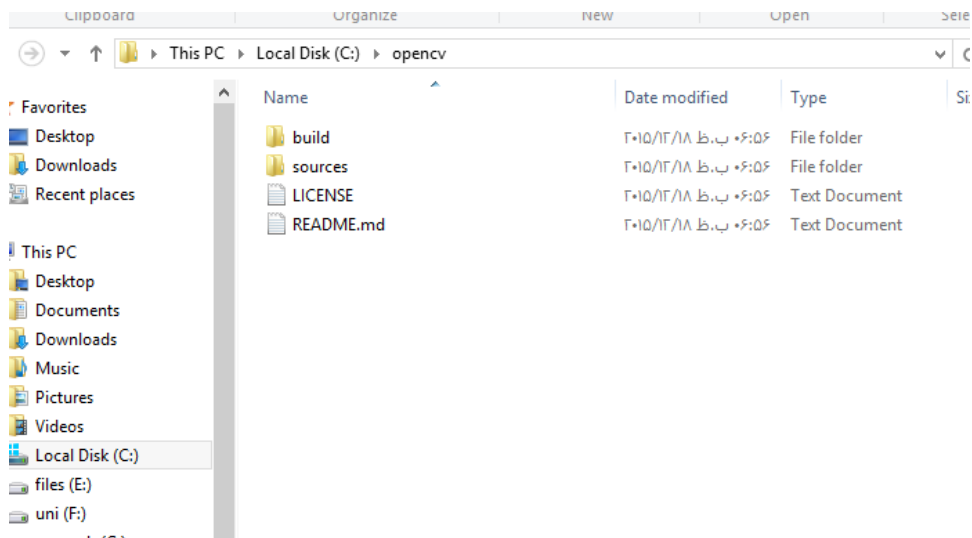 Clipboard Organize New Open Sele
This PC Local Disk (C:) opencv
Name Date modified Type Si
Favorites
Desktop
Downloads
Recent places
This PC
Desktop
Documents
Downloads
Music
Pictures
Videos
Local Disk (C:)
files (E:)
uni (F:)
build ۲۰۱۵/۱۲/۱۸ ب.ظ ۰۶:۵۶ File folder
sources ۲۰۱۵/۱۲/۱۸ ب.ظ ۰۶:۵۶ File folder
LICENSE ۲۰۱۵/۱۲/۱۸ ب.ظ ۰۶:۵۶ Text Document
README.md ۲۰۱۵/۱۲/۱۸ ب.ظ ۰۶:۵۶ Text Document